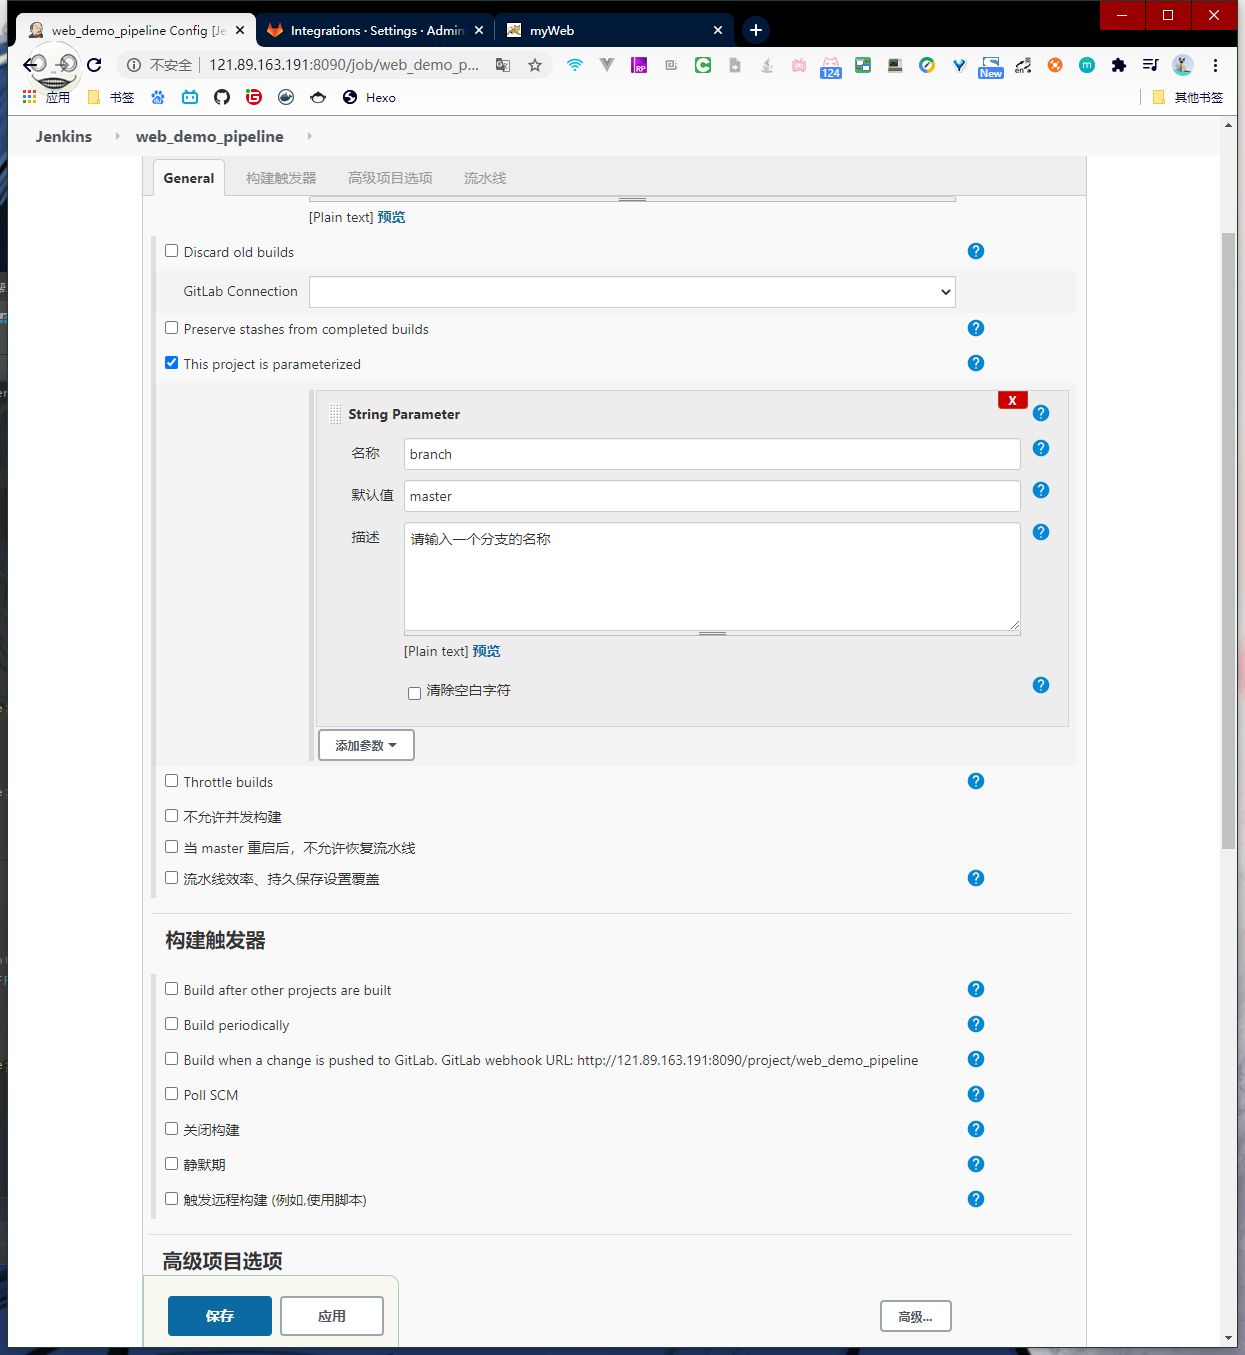 web_demo_pipeline Config [Je
Integrations · Settings · Admin
myWeb
不安全
121.89.163.191:8090/job/web_demo_p...
RP
124
New
en
m
应用
书签
Hexo
其他书签
Jenkins
web_demo_pipeline
General
构建触发器
高级项目选项
流水线
[Plain text] 预览
Discard old builds
GitLab Connection
Preserve stashes from completed builds
This project is parameterized
X
String Parameter
名称
branch
默认值
master
描述
请输入一个分支的名称
[Plain text] 预览
清除空白字符
添加参数
Throttle builds
不允许并发构建
当 master 重启后，不允许恢复流水线
流水线效率、持久保存设置覆盖
构建触发器
Build after other projects are built
Build periodically
Build when a change is pushed to GitLab. GitLab webhook URL: http://121.89.163.191:8090/project/web_demo_pipeline
Poll SCM
关闭构建
静默期
触发远程构建 (例如,使用脚本)
高级项目选项
保存
应用
高级...